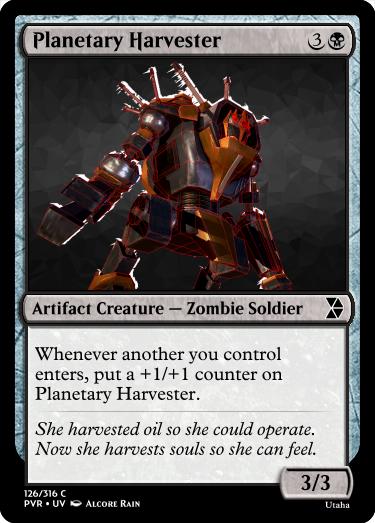 Planetary Harvester 3
Artifact Creature — Zombie Soldier
Whenever another you control
enters, put a +1/+1 counter on
Planetary Harvester.
She harvested oil so she could operate.
Now she harvests souls so she can feel.
3/3
126/316 C
PVR • UV Alcore Rain
Utaha